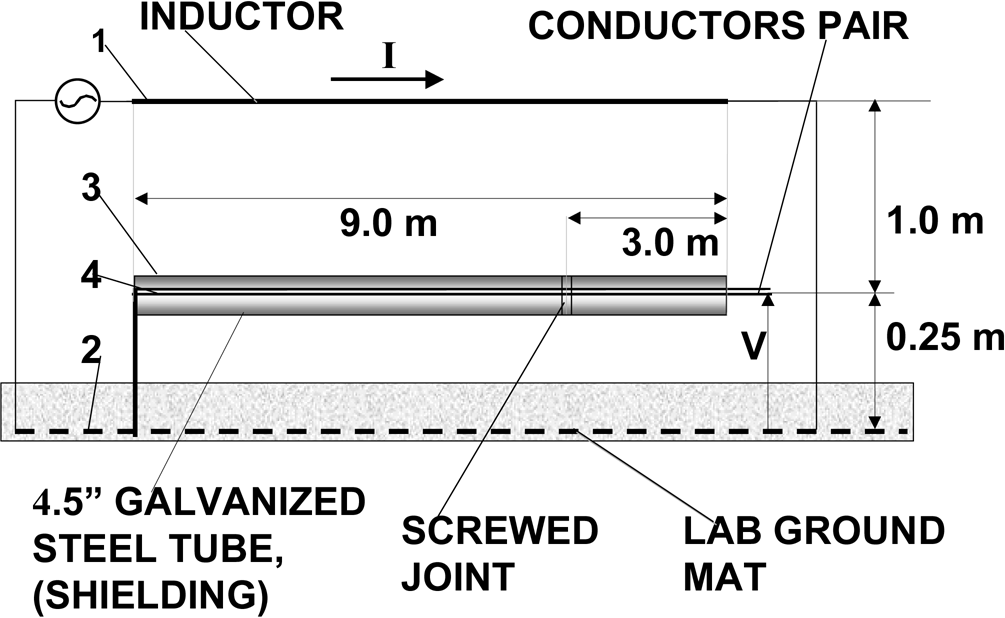 INDUCTOR
CONDUCTORS PAIR
1
I
3
9.0 m
3.0 m
1.0 m
4
2
V
0.25 m
4.5” GALVANIZED
STEEL TUBE,
(SHIELDING)
SCREWED
JOINT
LAB GROUND
MAT